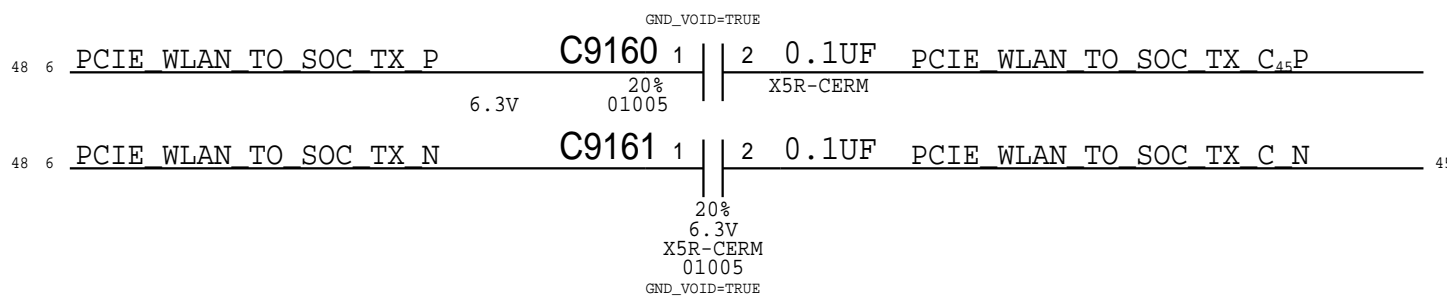 GND_VOID=TRUE
48 6 PCIE_WLAN_TO_SOC_TX_P C9160 1 2 0.1UF PCIE_WLAN_TO_SOC_TX_C_P 45
20% X5R-CERM
6.3V 01005
48 6 PCIE_WLAN_TO_SOC_TX_N C9161 1 2 0.1UF PCIE_WLAN_TO_SOC_TX_C_N 45
20%
6.3V
X5R-CERM
01005
GND_VOID=TRUE